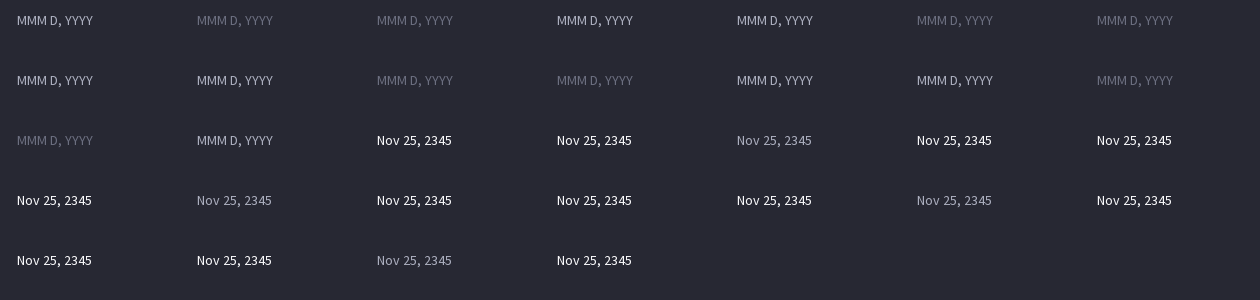 MMM D, YYYY MMM D, YYYY MMM D, YYYY MMM D, YYYY MMM D, YYYY MMM D, YYYY MMM D, YYYY
MMM D, YYYY MMM D, YYYY MMM D, YYYY MMM D, YYYY MMM D, YYYY MMM D, YYYY MMM D, YYYY
MMM D, YYYY MMM D, YYYY Nov 25, 2345 Nov 25, 2345 Nov 25, 2345 Nov 25, 2345 Nov 25, 2345
Nov 25, 2345 Nov 25, 2345 Nov 25, 2345 Nov 25, 2345 Nov 25, 2345 Nov 25, 2345 Nov 25, 2345
Nov 25, 2345 Nov 25, 2345 Nov 25, 2345 Nov 25, 2345